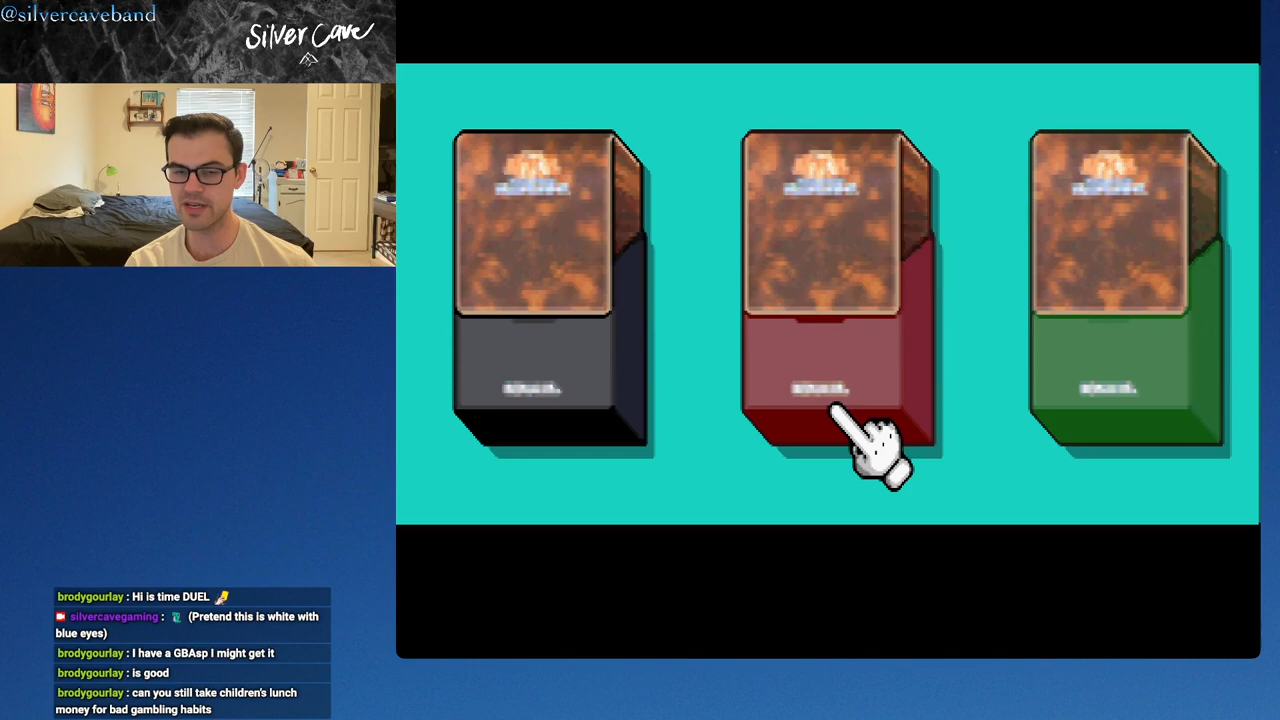 @silvercaveband
Silver Cave
brodygourlay : Hi is time DUEL
silvercavegaming : (Pretend this is white with
blue eyes)
brodygourlay : I have a GBAsp I might get it
brodygourlay : is good
brodygourlay : can you still take children's lunch
money for bad gambling habits